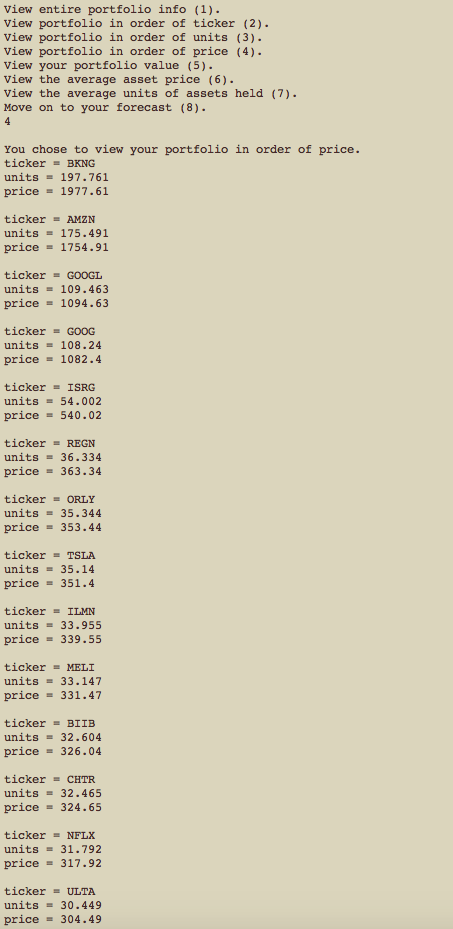 View entire portfolio info (1).
View portfolio in order of ticker (2).
View portfolio in order of units (3).
View portfolio in order of price (4).
View your portfolio value (5).
View the average asset price (6).
View the average units of assets held (7).
Move on to your forecast (8).
4
You chose to view your portfolio in order of price.
ticker = BKNG
units = 197.761
price = 1977.61
ticker = AMZN
units = 175.491
price = 1754.91
ticker = GOOGL
units = 109.463
price = 1094.63
ticker = GOOG
units = 108.24
price = 1082.4
ticker = ISRG
units = 54.002
price = 540.02
ticker = REGN
units = 36.334
price = 363.34
ticker = ORLY
units = 35.344
price = 353.44
ticker = TSLA
units = 35.14
price = 351.4
ticker = ILMN
units = 33.955
price = 339.55
ticker = MELI
units = 33.147
price = 331.47
ticker = BIIB
units = 32.604
price = 326.04
ticker = CHTR
units = 32.465
price = 324.65
ticker = NFLX
units = 31.792
price = 317.92
ticker = ULTA
units = 30.449
price = 304.49